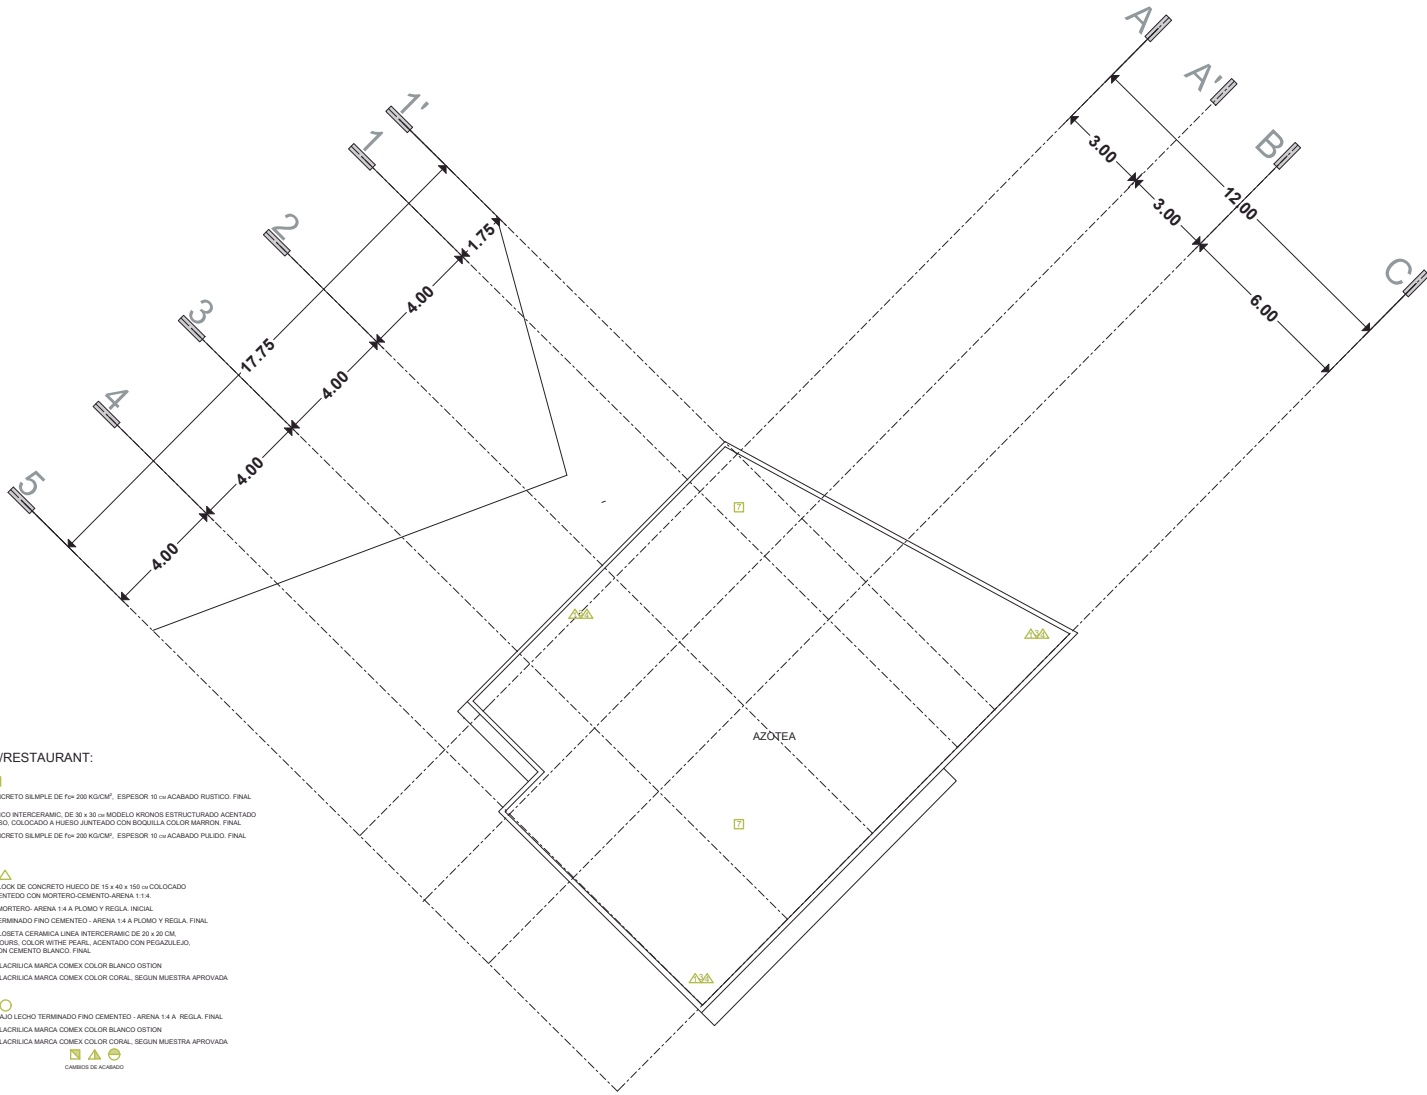 A
A'
B
C
1'
1
2
3
4
5
3.00
3.00
12.00
6.00
1.75
4.00
4.00
4.00
4.00
17.75
7
AZOTEA
7
/RESTAURANT:
CRETO SILMPLE DE f'c= 200 KG/CM², ESPESOR 10 CM ACABADO RUSTICO. FINAL
CO INTERCERAMIC, DE 30 x 30 CM MODELO KRONOS ESTRUCTURADO ACENTADO
SO, COLOCADO A HUESO JUNTEADO CON BOQUILLA COLOR MARRON. FINAL
CRETO SILMPLE DE f'c= 200 KG/CM², ESPESOR 10 CM ACABADO PULIDO. FINAL
OCK DE CONCRETO HUECO DE 15 x 40 x 150 CM COLOCADO
ENTEDO CON MORTERO-CEMENTO-ARENA 1:1:4.
MORTERO- ARENA 1:4 A PLOMO Y REGLA. INICIAL
ERMINADO FINO CEMENTEO - ARENA 1:4 A PLOMO Y REGLA. FINAL
LOSETA CERAMICA LINEA INTERCERAMIC DE 20 x 20 CM,
OURS, COLOR WITHE PEARL, ACENTADO CON PEGAZULEJO,
ON CEMENTO BLANCO. FINAL
LACRILICA MARCA COMEX COLOR BLANCO OSTION
LACRILICA MARCA COMEX COLOR CORAL, SEGUN MUESTRA APROVADA
AJO LECHO TERMINADO FINO CEMENTEO - ARENA 1:4 A REGLA. FINAL
LACRILICA MARCA COMEX COLOR BLANCO OSTION
LACRILICA MARCA COMEX COLOR CORAL, SEGUN MUESTRA APROVADA
CAMBIOS DE ACABADO